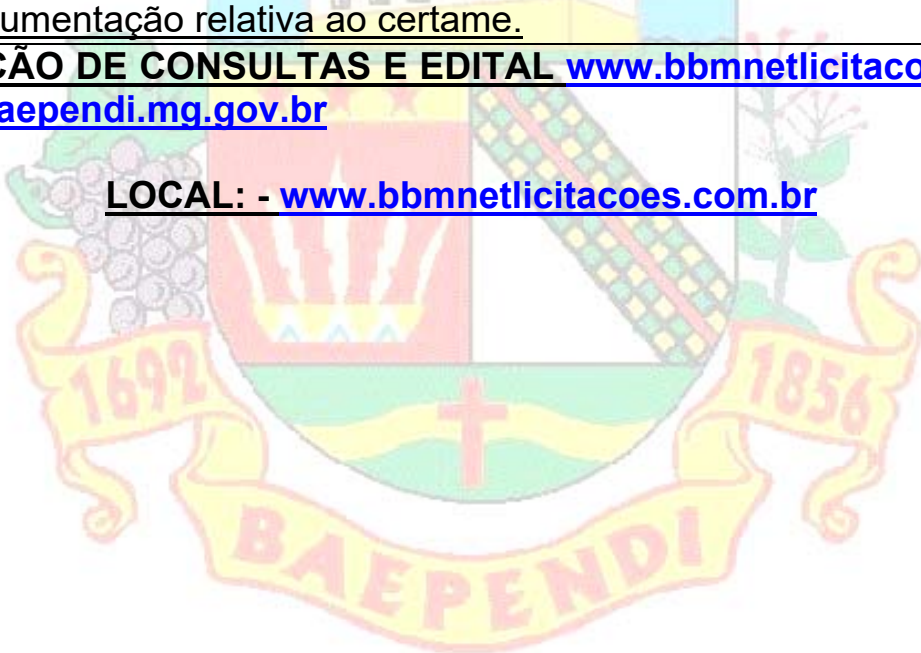 umentação relativa ao certame.
ÇÃO DE CONSULTAS E EDITAL www.bbmnetlicitaco
aependi.mg.gov.br
LOCAL: - www.bbmnetlicitacoes.com.br
1692
1856
BAEPENDI